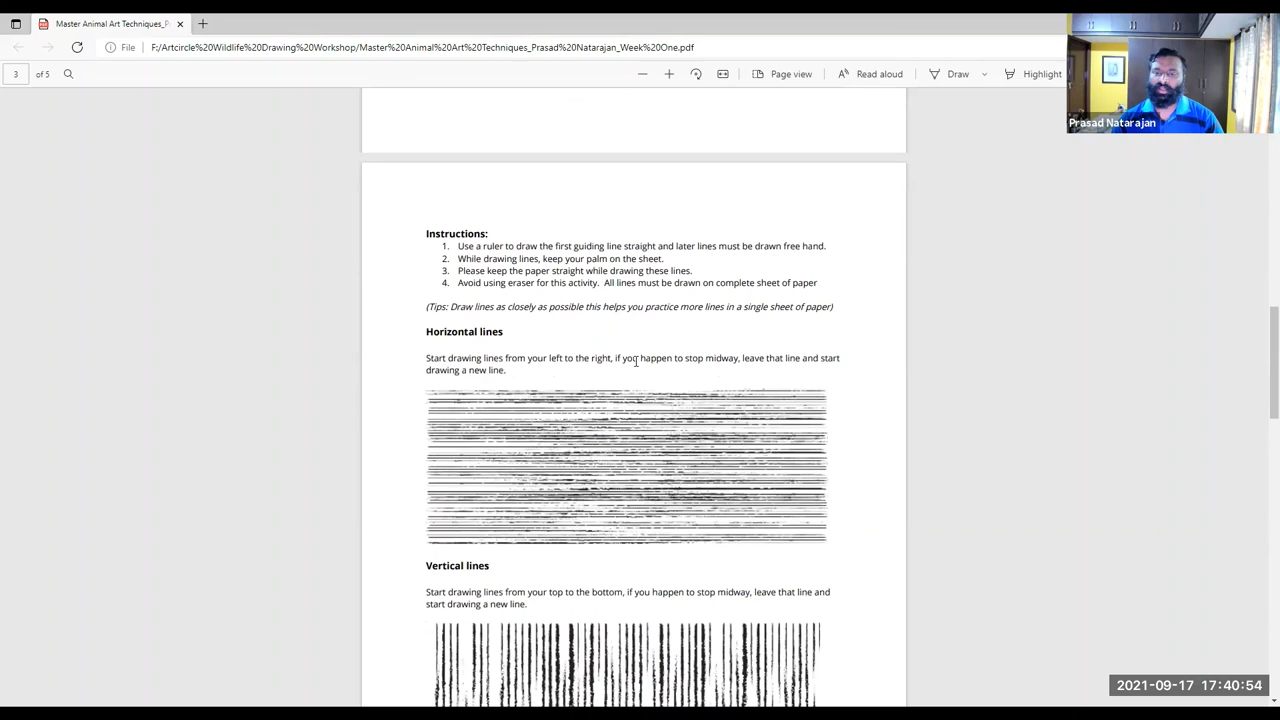 Master Animal Art Techniques_P
File
F:/Artcircle%20Wildlife%20Drawing%20Workshop/Master%20Animal%20Art%20Techniques_Prasad%20Natarajan_Week%20One.pdf
3 of 5
Page view
Read aloud
Draw
Highlight
Prasad Natarajan
Instructions:
1. Use a ruler to draw the first guiding line straight and later lines must be drawn free hand.
2. While drawing lines, keep your palm on the sheet.
3. Please keep the paper straight while drawing these lines.
4. Avoid using eraser for this activity. All lines must be drawn on complete sheet of paper
(Tips: Draw lines as closely as possible this helps you practice more lines in a single sheet of paper)
Horizontal lines
Start drawing lines from your left to the right, if you happen to stop midway, leave that line and start
drawing a new line.
Vertical lines
Start drawing lines from your top to the bottom, if you happen to stop midway, leave that line and
start drawing a new line.
2021-09-17 17:40:54